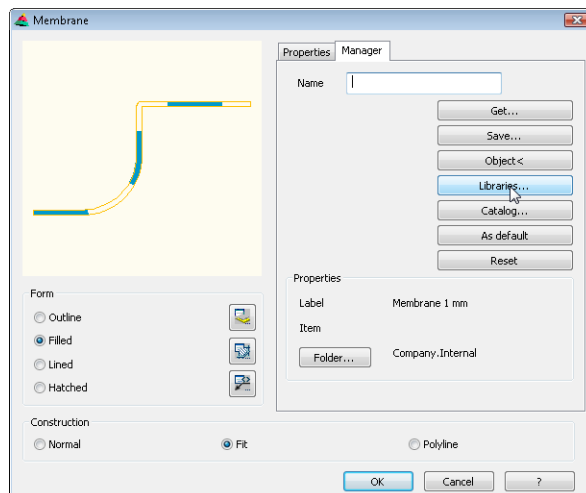 Membrane
Properties
Manager
Name
Get...
Save...
Object<
Libraries...
Catalog...
As default
Reset
Properties
Label
Membrane 1 mm
Item
Folder...
Company.Internal
Form
Outline
Filled
Lined
Hatched
Construction
Normal
Fit
Polyline
OK
Cancel
?